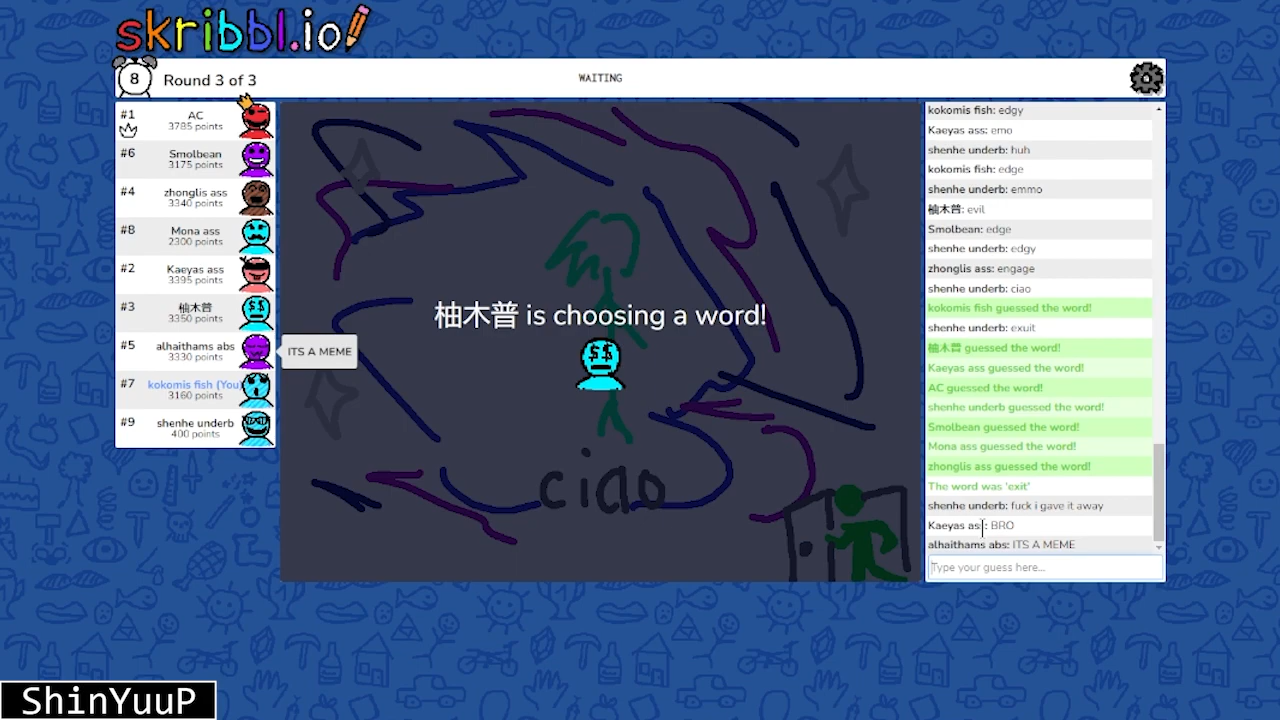 skribbl.io
8
Round 3 of 3
WAITING
#1
AC
3785 points
#6
Smolbean
3175 points
#4
zhonglis ass
3340 points
#8
Mona ass
2300 points
#2
Kaeyas ass
3395 points
#3
柚木普
3350 points
#5
alhaithams abs
3330 points
#7
kokomis fish (You)
3160 points
#9
shenhe underb
400 points
ITS A MEME
柚木普 is choosing a word!
$$
ciao
kokomis fish: edgy
Kaeyas ass: emo
shenhe underb: huh
kokomis fish: edge
shenhe underb: emmo
柚木普: evil
Smolbean: edge
shenhe underb: edgy
zhonglis ass: engage
shenhe underb: ciao
kokomis fish guessed the word!
shenhe underb: exuit
柚木普 guessed the word!
Kaeyas ass guessed the word!
AC guessed the word!
shenhe underb guessed the word!
Smolbean guessed the word!
Mona ass guessed the word!
zhonglis ass guessed the word!
The word was 'exit'
shenhe underb: fuck i gave it away
Kaeyas ass: BRO
alhaithams abs: ITS A MEME
Type your guess here...
ShinYuuP